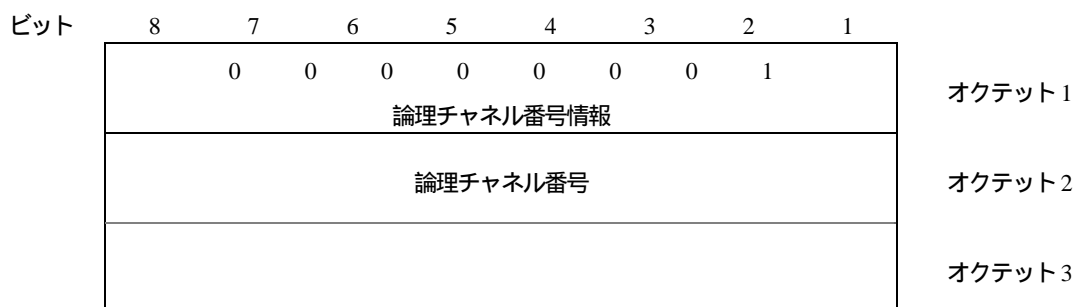 ビット 8 7 6 5 4 3 2 1
0 0 0 0 0 0 0 1
オクテット 1
論理チャネル番号情報
論理チャネル番号 オクテット 2
オクテット 3